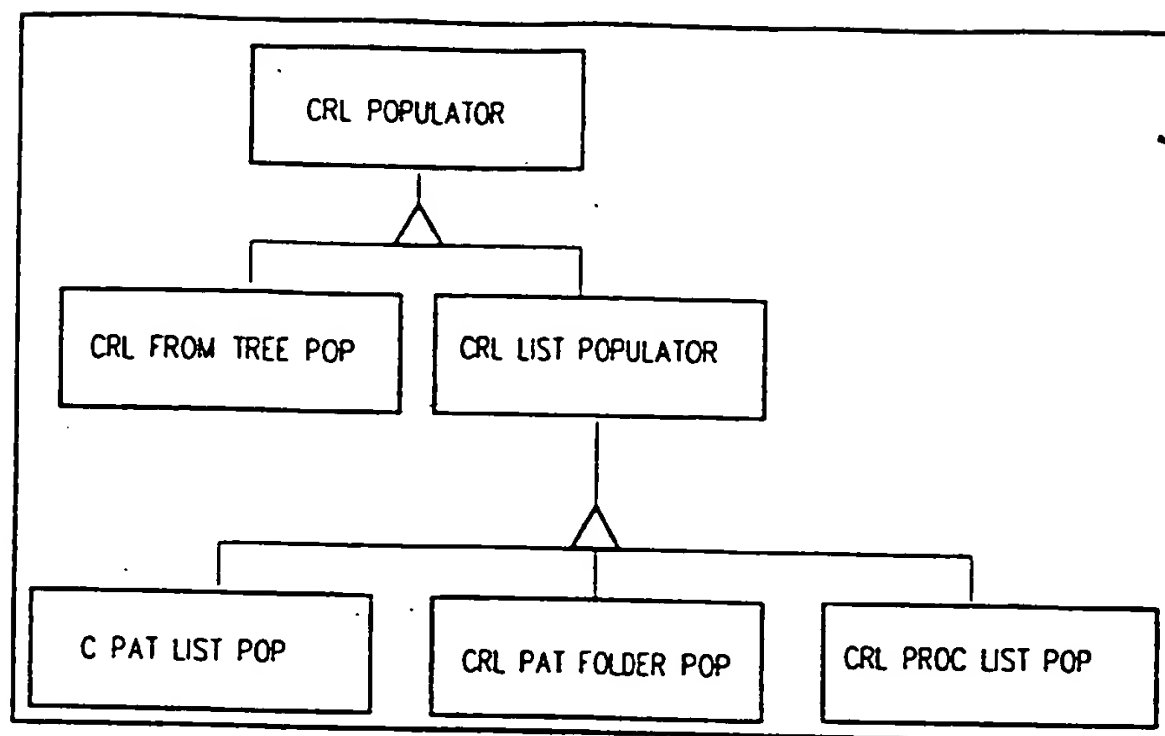 CRL POPULATOR
CRL FROM TREE POP
CRL LIST POPULATOR
C PAT LIST POP
CRL PAT FOLDER POP
CRL PROC LIST POP